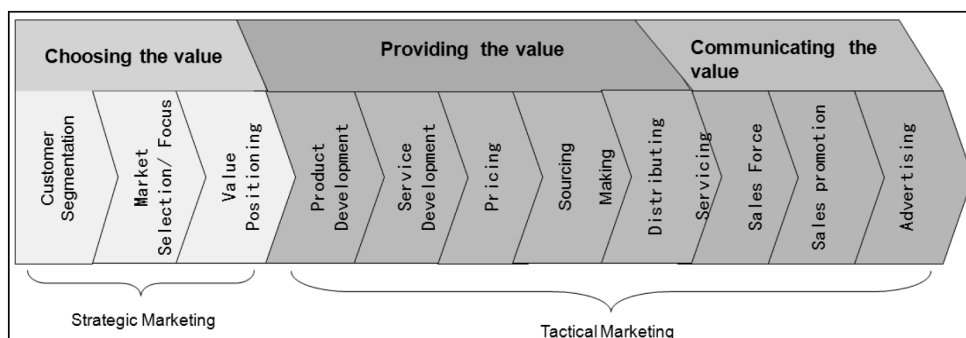 Choosing the value
Providing the value
Communicating the
value
Customer
Segmentation
Market
Selection/ Focus
Value
Positioning
Product
Development
Service
Development
Pricing
Sourcing
Making
Distributing
Servicing
Sales Force
Sales promotion
Advertising
Strategic Marketing
Tactical Marketing